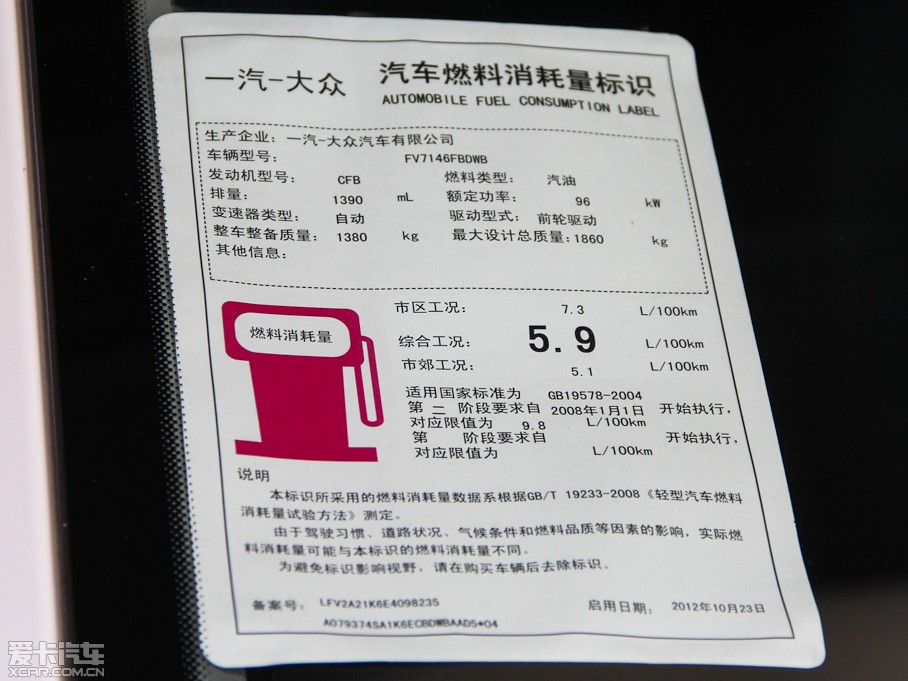 一汽-大众 汽车燃料消耗量标识
AUTOMOBILE FUEL CONSUMPTION LABEL
生产企业: 一汽-大众汽车有限公司
车辆型号: FV7146FBDWB
发动机型号: CFB 燃料类型: 汽油
排量: 1390 mL 额定功率: 96 kW
变速器类型: 自动 驱动型式: 前轮驱动
整车整备质量: 1380 kg 最大设计总质量: 1860 kg
其他信息:
燃料消耗量
市区工况: 7.3 L/100km
综合工况: 5.9 L/100km
市郊工况: 5.1 L/100km
适用国家标准为 GB19578-2004
第 二 阶段要求自 2008年1月1日 开始执行,
对应限值为 9.8 L/100km
第 阶段要求自 开始执行,
对应限值为 L/100km
说明
本标识所采用的燃料消耗量数据系根据GB/T 19233-2008《轻型汽车燃料
消耗量试验方法》测定。
由于驾驶习惯、道路状况、气候条件和燃料品质等因素的影响,实际燃
料消耗量可能与本标识的燃料消耗量不同。
为避免标识影响视野,请在购买车辆后去除标识。
备案号: LFV2A21K6E4098235 启用日期: 2012年10月23日
A079374SA1K6ECBDWBAADS*04
爱卡汽车
XCAR.COM.CN